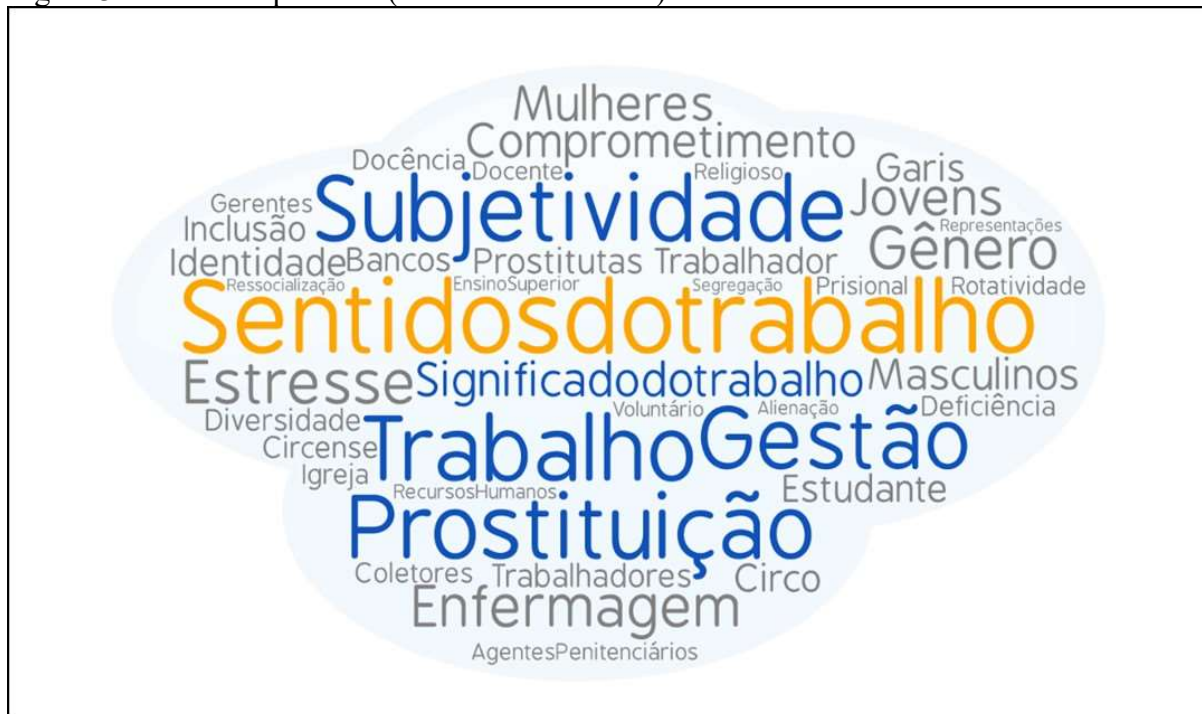 Mulheres
Comprometimento
Docência Docente Religioso Garis
Gerentes Subjetividade Jovens
Inclusão Representações
Identidade Bancos Prostitutas Trabalhador Gênero
Ressocialização EnsinoSuperior Segregação Prisional Rotatividade
Sentidosdotrabalho
Estresse Significadodotrabalho Masculinos
Diversidade Voluntário Alienação Deficiência
Circense Trabalho Gestão
Igreja
RecursosHumanos Estudante
Prostituição
Coletores Trabalhadores Circo
Enfermagem
AgentesPenitenciários